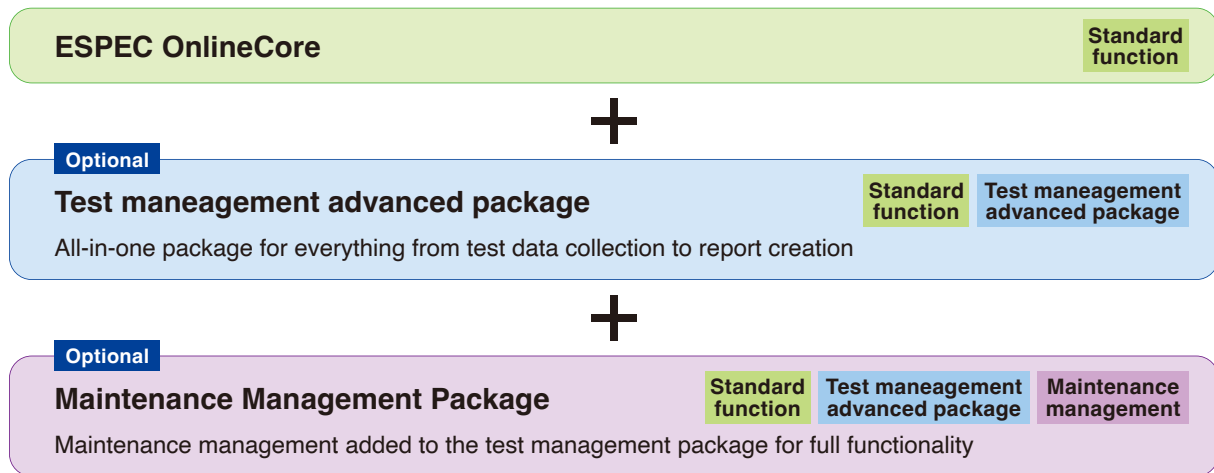 ESPEC OnlineCore
Standard
function
+
Optional
Test maneagement advanced package
Standard
function
Test maneagement
advanced package
All-in-one package for everything from test data collection to report creation
+
Optional
Maintenance Management Package
Standard
function
Test maneagement
advanced package
Maintenance
management
Maintenance management added to the test management package for full functionality